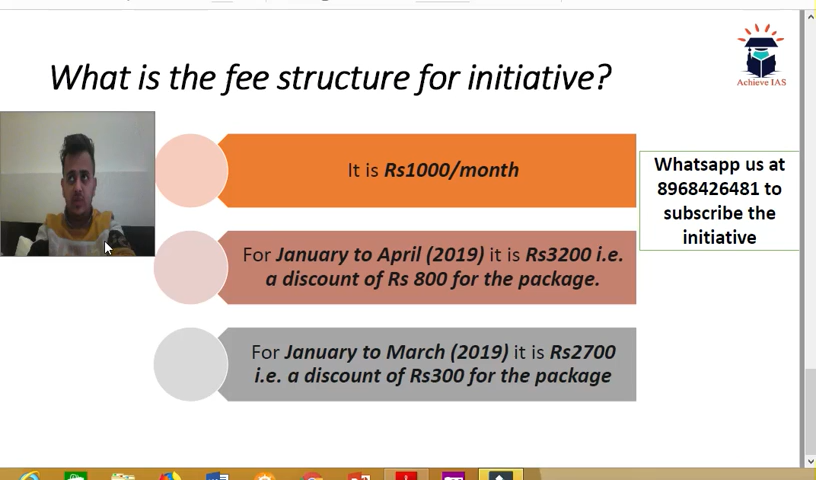 What is the fee structure for initiative?
Achieve IAS
It is Rs1000/month
For January to April (2019) it is Rs3200 i.e.
a discount of Rs 800 for the package.
For January to March (2019) it is Rs2700
i.e. a discount of Rs300 for the package
Whatsapp us at
8968426481 to
subscribe the
initiative